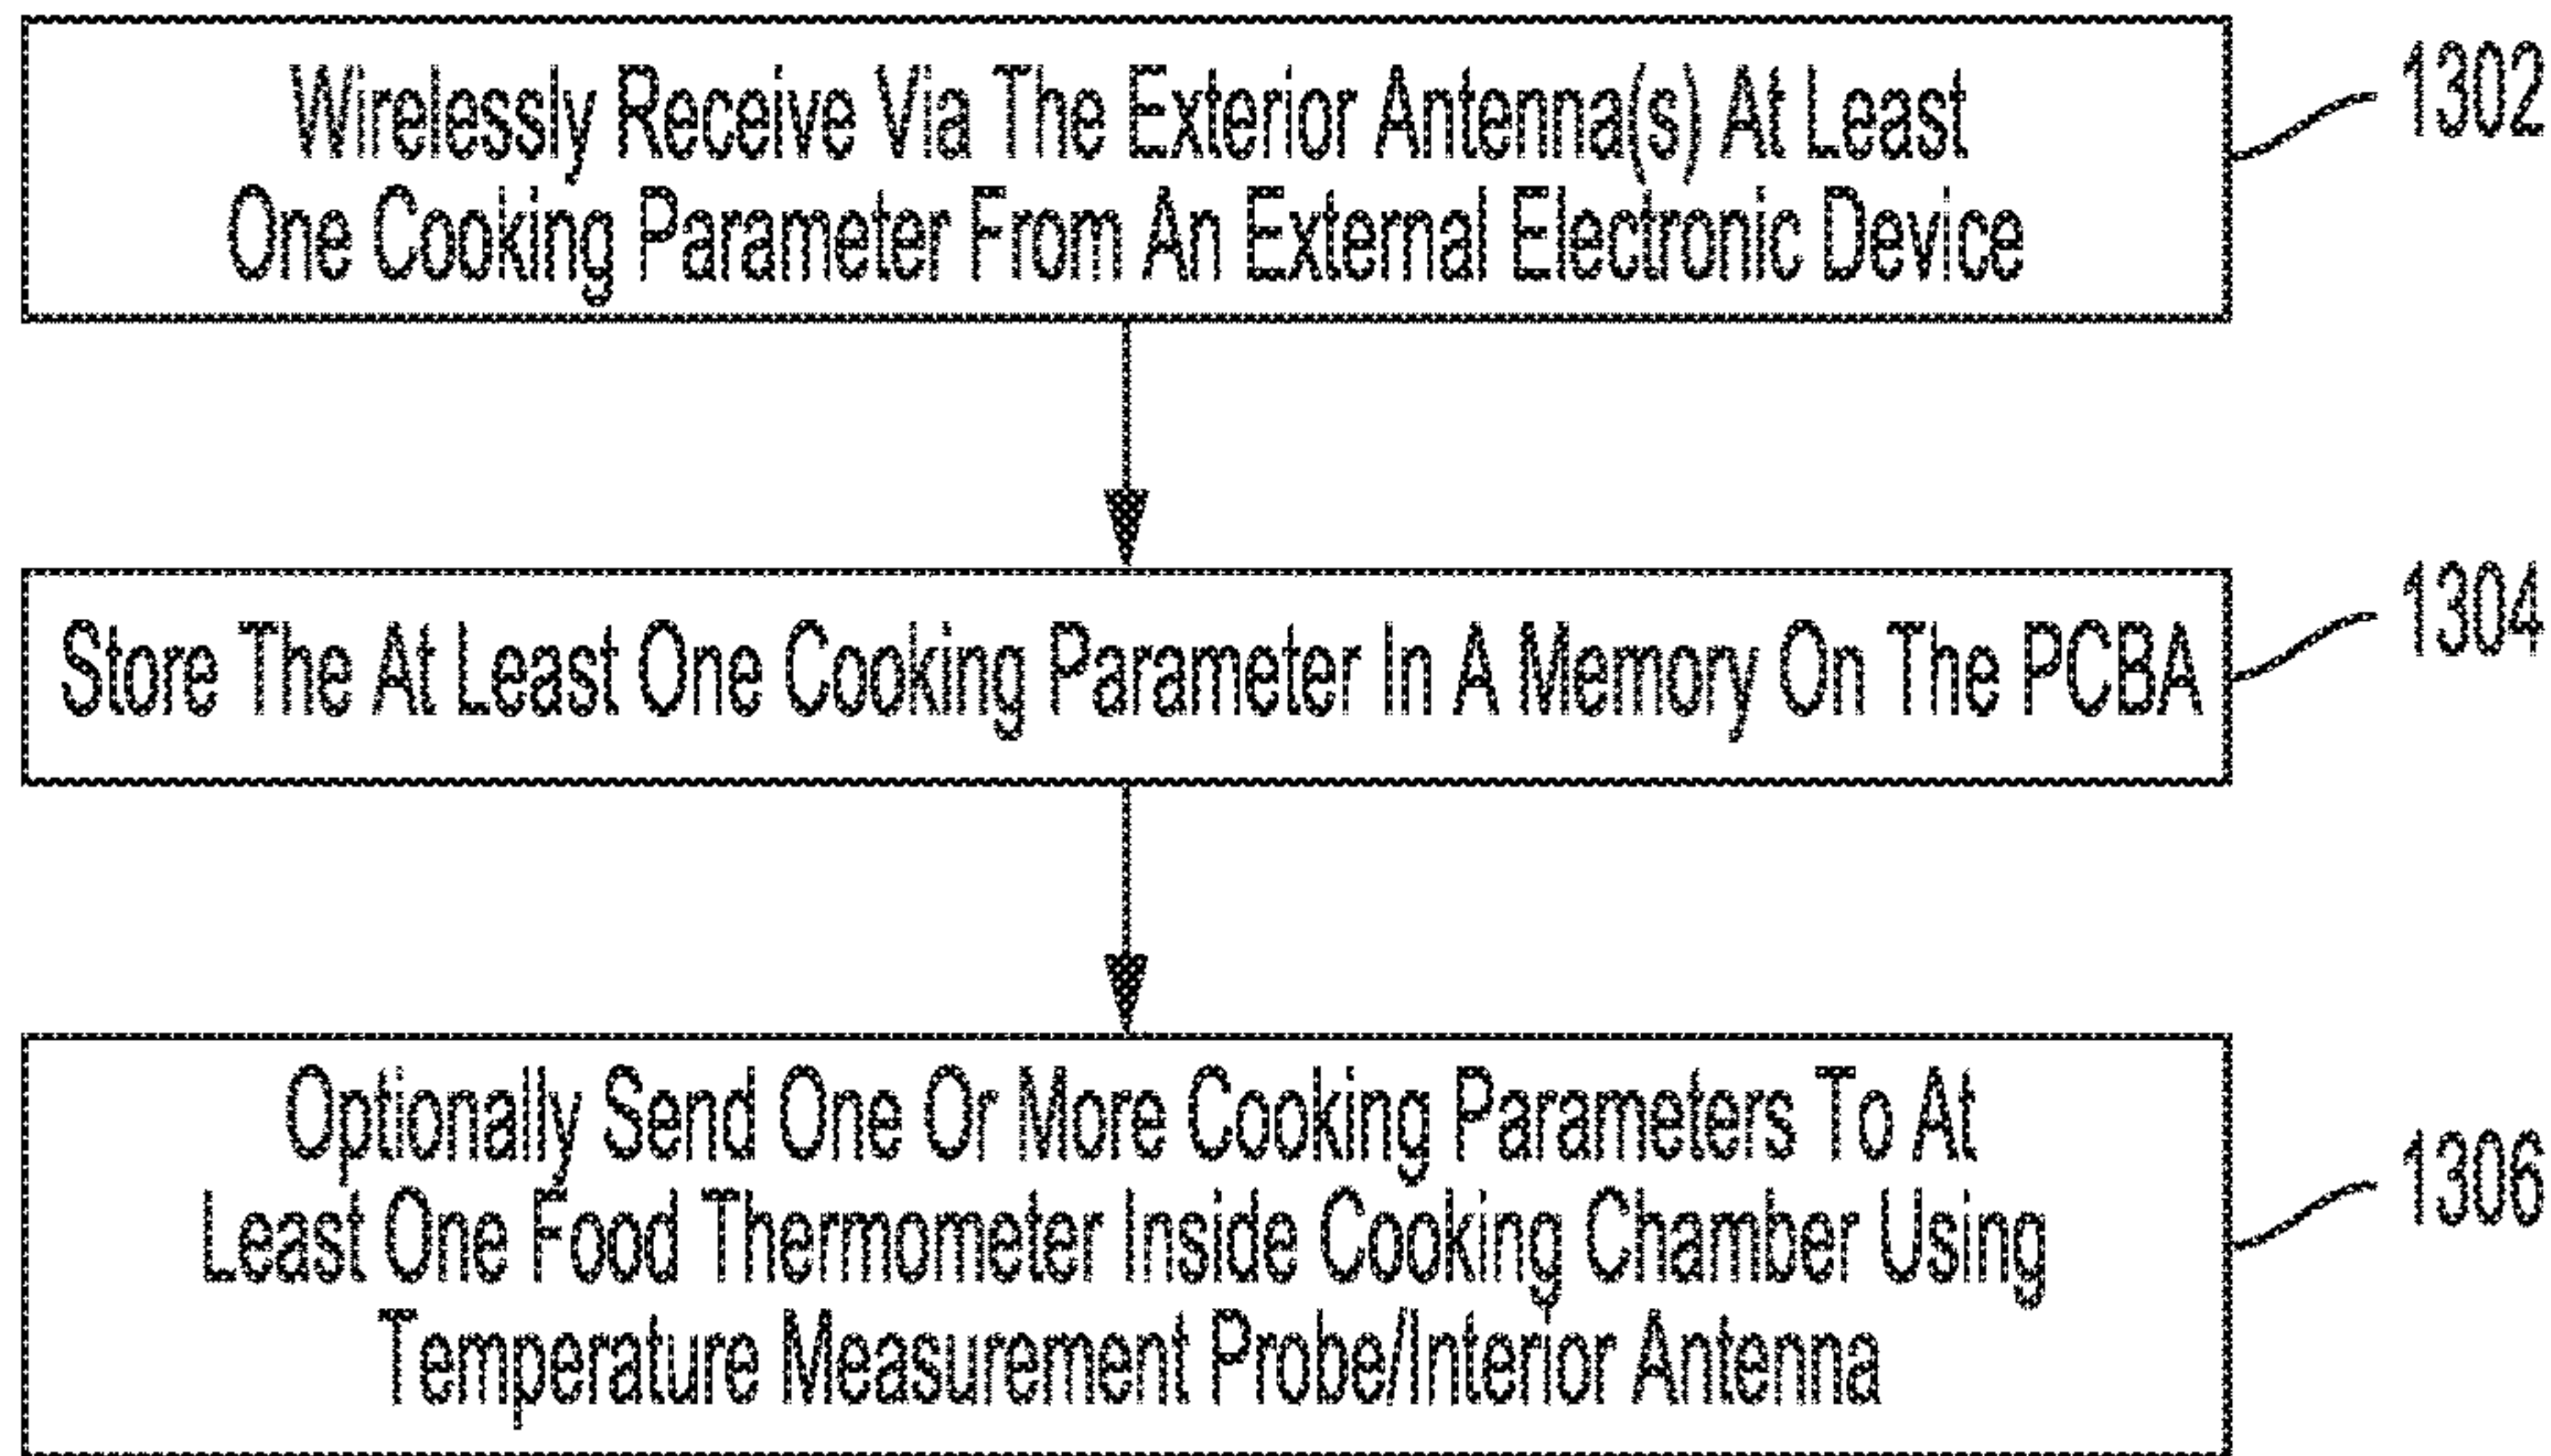 Wirelessly Receive Via The Exterior Antenna(s) At Least
One Cooking Parameter From An External Electronic Device
1302
Store The At Least One Cooking Parameter In A Memory On The PCBA
1304
Optionally Send One Or More Cooking Parameters To At
Least One Food Thermometer Inside Cooking Chamber Using
Temperature Measurement Probe/Interior Antenna
1306